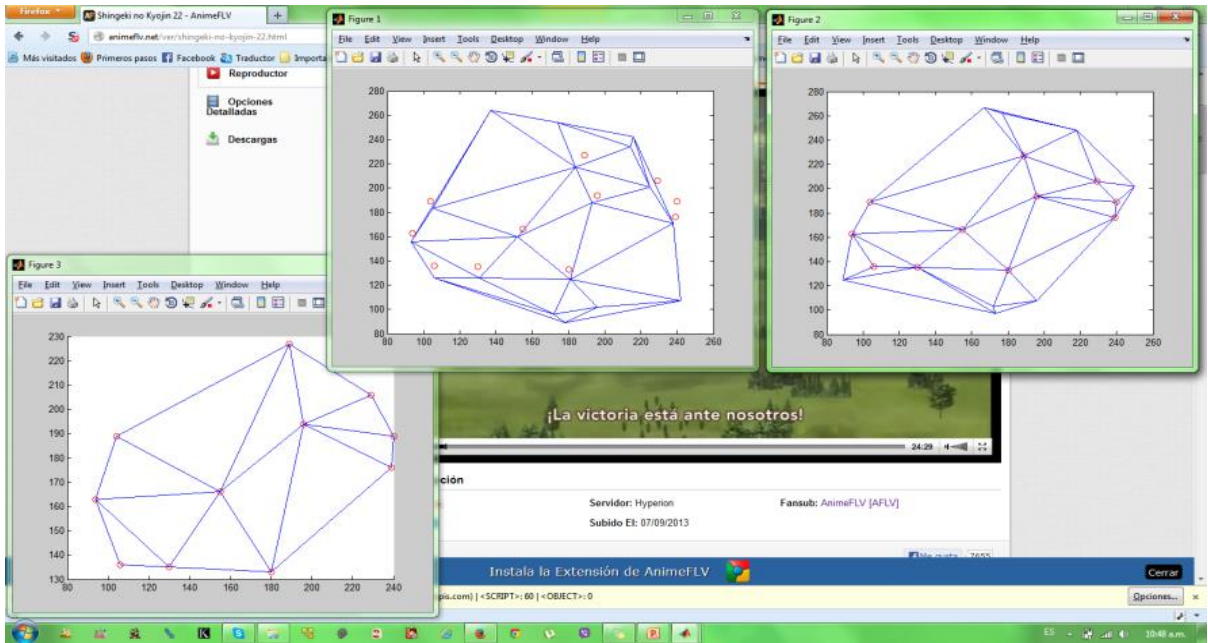 Firefox
Shingeki no Kyojin 22 - AnimeFLV
animeflv.net/ver/shingeki-no-kyojin-22.html
Más visitados Primeros pasos Facebook Traductor Importa
Reproductor
Opciones
Detalladas
Descargas
Figure 1
File Edit View Insert Tools Desktop Window Help
280
260
240
220
200
180
160
140
120
100
80
80 100 120 140 160 180 200 220 240 260
Figure 2
File Edit View Insert Tools Desktop Window Help
280
260
240
220
200
180
160
140
120
100
80
80 100 120 140 160 180 200 220 240 260
Figure 3
File Edit View Insert Tools Desktop Window Help
230
220
210
200
190
180
170
160
150
140
130
80 100 120 140 160 180 200 220 240
¡La victoria está ante nosotros!
24:29
ción
Servidor: Hyperion
Fansub: AnimeFLV [AFLV]
Subido El: 07/09/2013
7655
Instala la Extensión de AnimeFLV
Cerrar
pis.com) | <SCRIPT>: 60 | <OBJECT>: 0
Opciones...
ES
10:48 a.m.